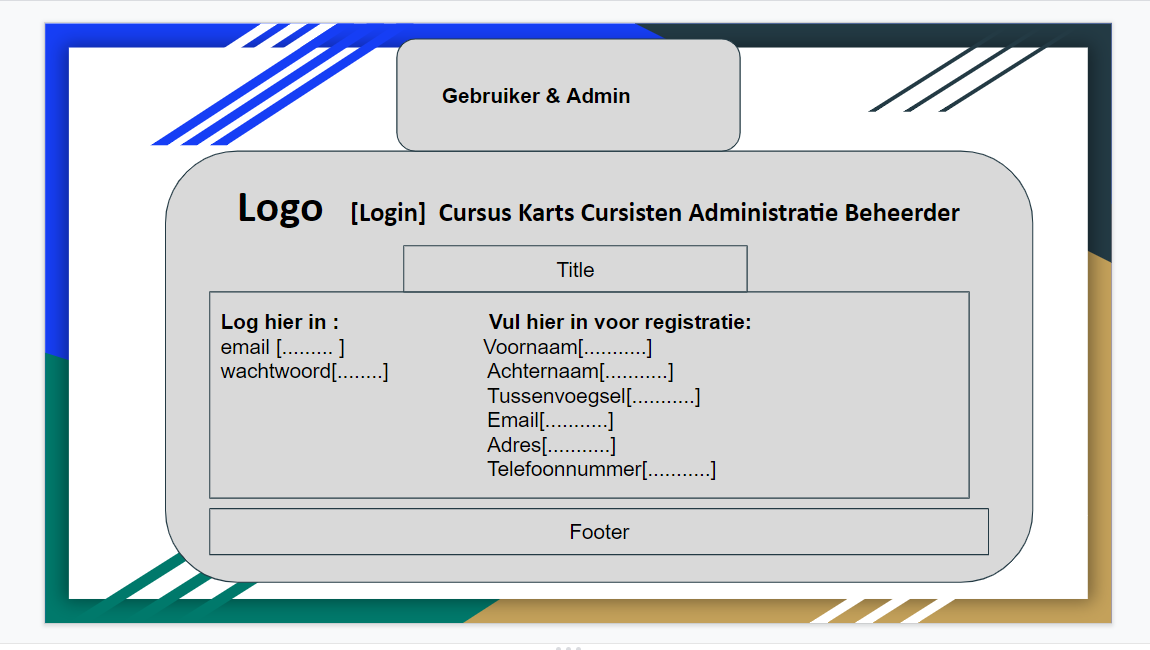 Gebruiker & Admin
Logo [Login] Cursus Karts Cursisten Administratie Beheerder
Title
Log hier in :
email [......... ]
wachtwoord[........]
Vul hier in voor registratie:
Voornaam[...........]
Achternaam[...........]
Tussenvoegsel[...........]
Email[...........]
Adres[...........]
Telefoonnummer[...........]
Footer